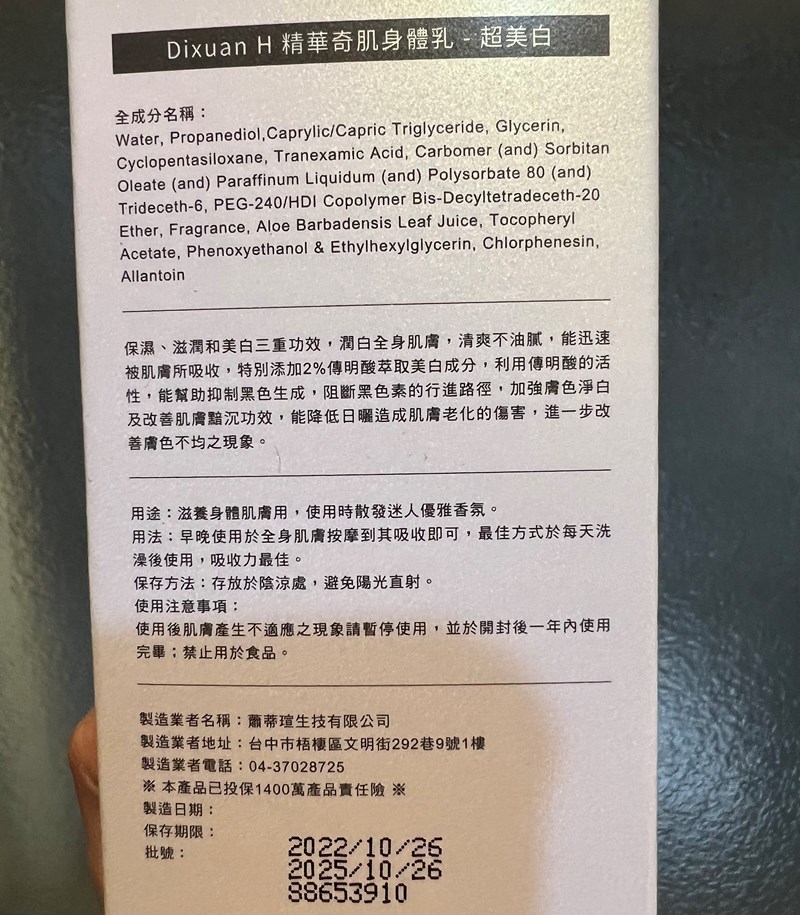 Dixuan H 精華奇肌身體乳 - 超美白
全成分名稱：
Water, Propanediol,Caprylic/Capric Triglyceride, Glycerin,
Cyclopentasiloxane, Tranexamic Acid, Carbomer (and) Sorbitan
Oleate (and) Paraffinum Liquidum (and) Polysorbate 80 (and)
Trideceth-6, PEG-240/HDI Copolymer Bis-Decyltetradeceth-20
Ether, Fragrance, Aloe Barbadensis Leaf Juice, Tocopheryl
Acetate, Phenoxyethanol & Ethylhexylglycerin, Chlorphenesin,
Allantoin
保濕、滋潤和美白三重功效，潤白全身肌膚，清爽不油膩，能迅速
被肌膚所吸收，特別添加2%傳明酸萃取美白成分，利用傳明酸的活
性，能幫助抑制黑色生成，阻斷黑色素的行進路徑，加強膚色淨白
及改善肌膚黯沉功效，能降低日曬造成肌膚老化的傷害，進一步改
善膚色不均之現象。
用途：滋養身體肌膚用，使用時散發迷人優雅香氛。
用法：早晚使用於全身肌膚按摩到其吸收即可，最佳方式於每天洗
澡後使用，吸收力最佳。
保存方法：存放於陰涼處，避免陽光直射。
使用注意事項：
使用後肌膚產生不適應之現象請暫停使用，並於開封後一年內使用
完畢；禁止用於食品。
製造業者名稱：蕭蒂瑄生技有限公司
製造業者地址：台中市梧棲區文明街292巷9號1樓
製造業者電話：04-37028725
※ 本產品已投保1400萬產品責任險 ※
製造日期：
保存期限：
批號：
2022/10/26
2025/10/26
88653910